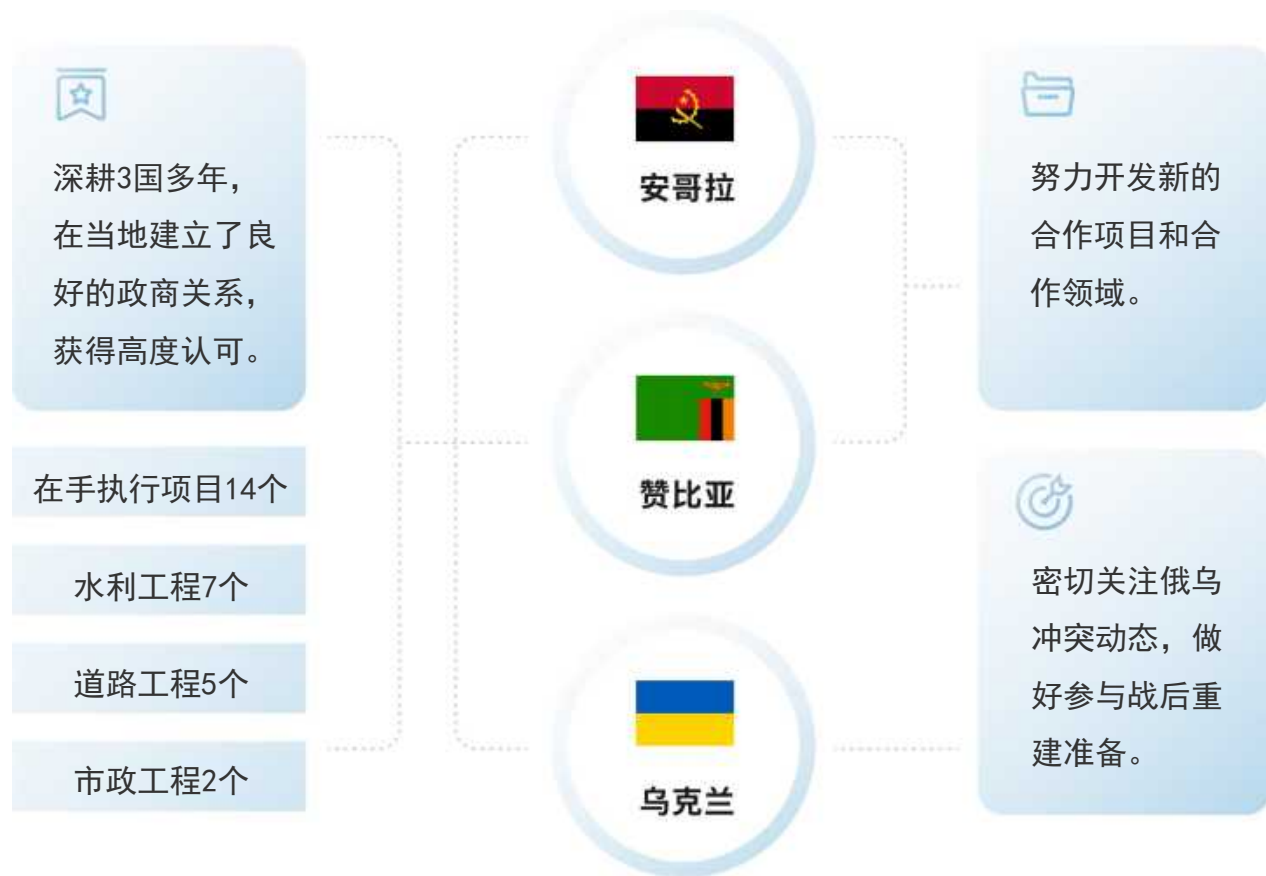 深耕3国多年，
在当地建立了良
好的政商关系，
获得高度认可。
在手执行项目14个
水利工程7个
道路工程5个
市政工程2个
安哥拉
赞比亚
乌克兰
努力开发新的
合作项目和合
作领域。
密切关注俄乌
冲突动态，做
好参与战后重
建准备。